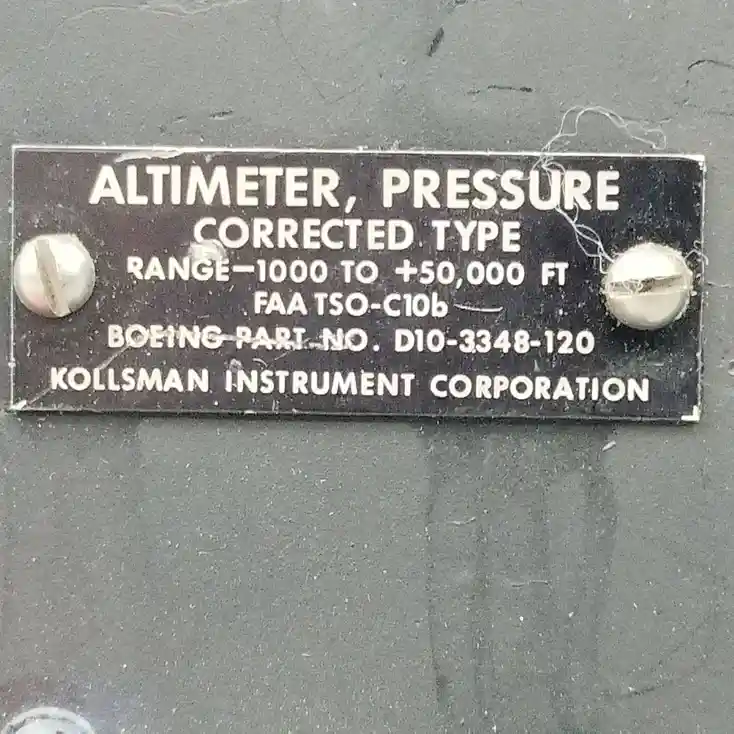 ALTIMETER, PRESSURE
CORRECTED TYPE
RANGE-1000 TO +50,000 FT
FAA TSO-C10b
BOEING PART NO. D10-3348-120
KOLLSMAN INSTRUMENT CORPORATION